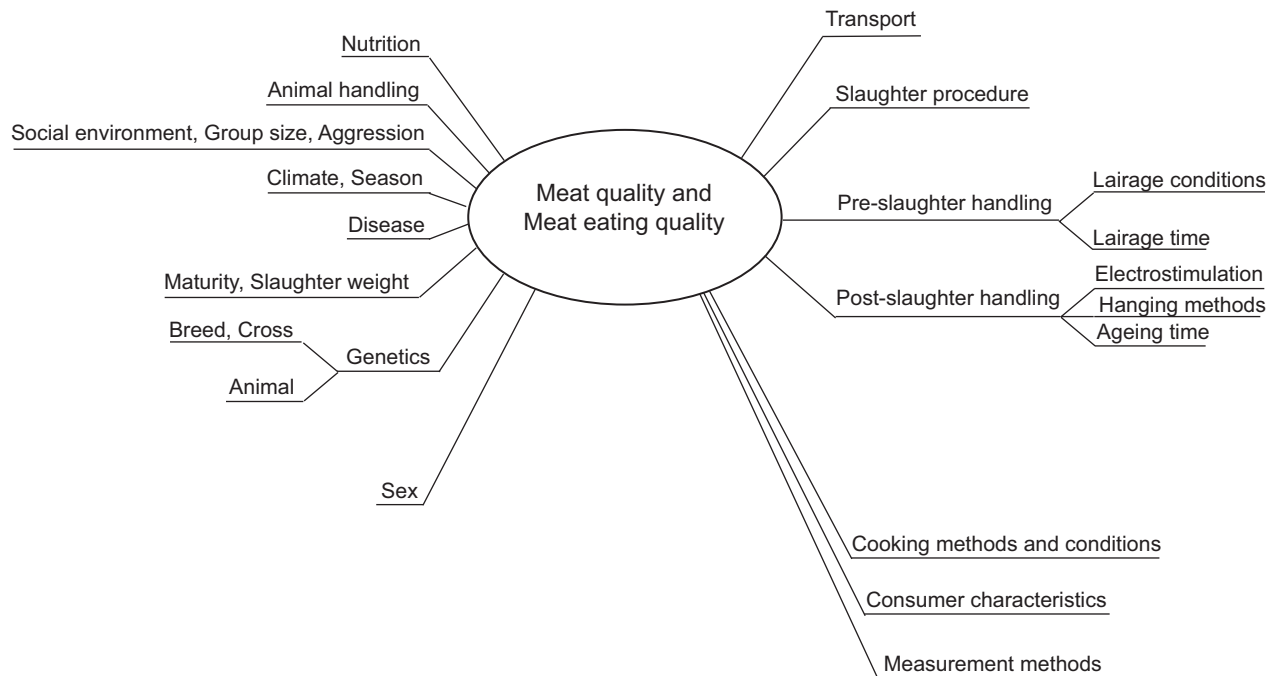 Transport
Nutrition
Animal handling
Slaughter procedure
Social environment, Group size, Aggression
Climate, Season
Disease
Maturity, Slaughter weight
Breed, Cross
Genetics
Animal
Sex
Meat quality and
Meat eating quality
Pre-slaughter handling
Lairage conditions
Lairage time
Post-slaughter handling
Electrostimulation
Hanging methods
Ageing time
Cooking methods and conditions
Consumer characteristics
Measurement methods